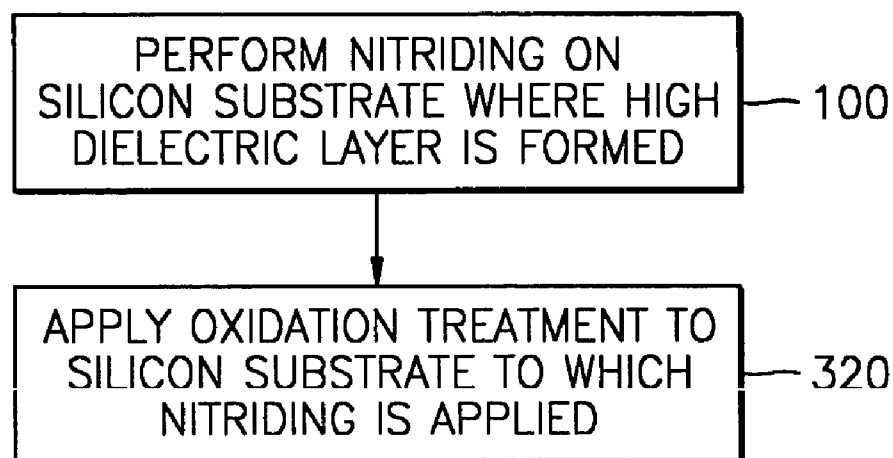 PERFORM NITRIDING ON
SILICON SUBSTRATE WHERE HIGH
DIELECTRIC LAYER IS FORMED
100
APPLY OXIDATION TREATMENT TO
SILICON SUBSTRATE TO WHICH
NITRIDING IS APPLIED
320